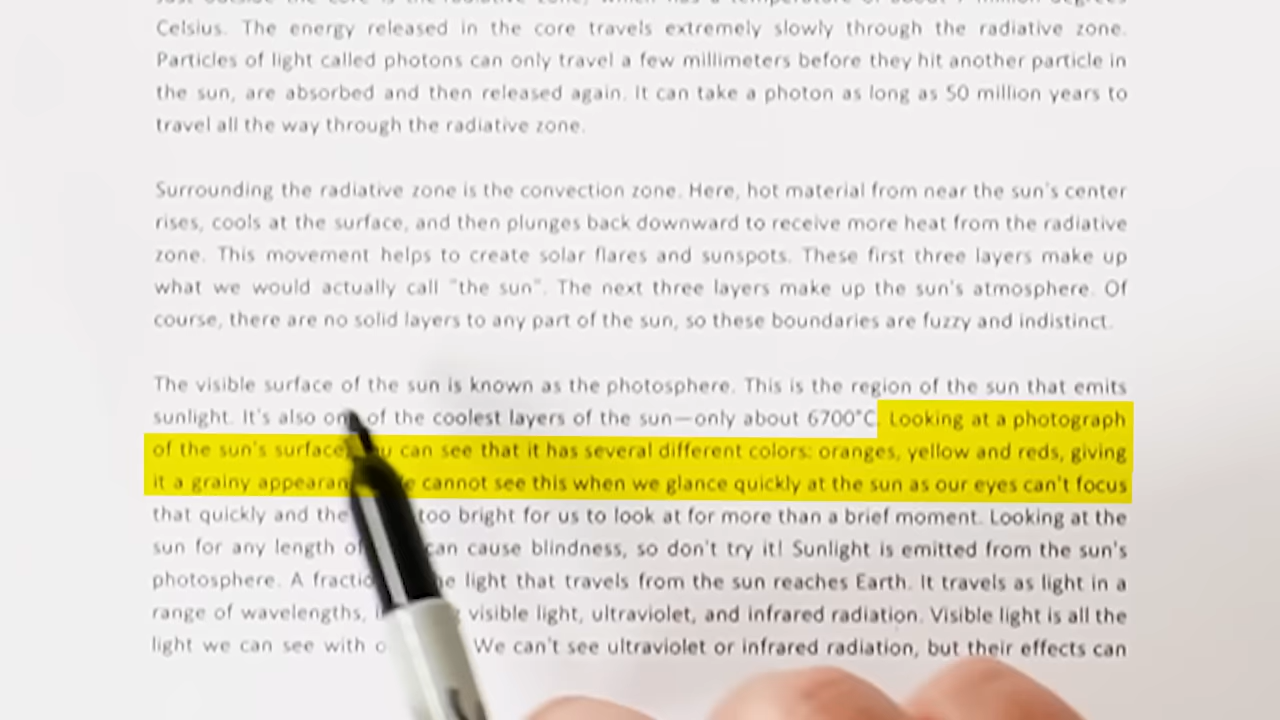 Celsius. The energy released in the core travels extremely slowly through the radiative zone.
Particles of light called photons can only travel a few millimeters before they hit another particle in
the sun, are absorbed and then released again. It can take a photon as long as 50 million years to
travel all the way through the radiative zone.
Surrounding the radiative zone is the convection zone. Here, hot material from near the sun's center
rises, cools at the surface, and then plunges back downward to receive more heat from the radiative
zone. This movement helps to create solar flares and sunspots. These first three layers make up
what we would actually call "the sun". The next three layers make up the sun's atmosphere. Of
course, there are no solid layers to any part of the sun, so these boundaries are fuzzy and indistinct.
The visible surface of the sun is known as the photosphere. This is the region of the sun that emits
sunlight. It's also one of the coolest layers of the sun—only about 6700°C. Looking at a photograph
of the sun's surface, can see that it has several different colors: oranges, yellow and reds, giving
it a grainy cannot see this when we glance quickly at the sun as our eyes can't focus
that quickly and the too bright for us to look at for more than a brief moment. Looking at the
sun for any length can cause blindness, so don't try it! Sunlight is emitted from the sun's
photosphere. A light that travels from the sun reaches Earth. It travels as light in a
range of wavelengths, visible light, ultraviolet, and infrared radiation. Visible light is all the
light we can see with We can't see ultraviolet or infrared radiation, but their effects can